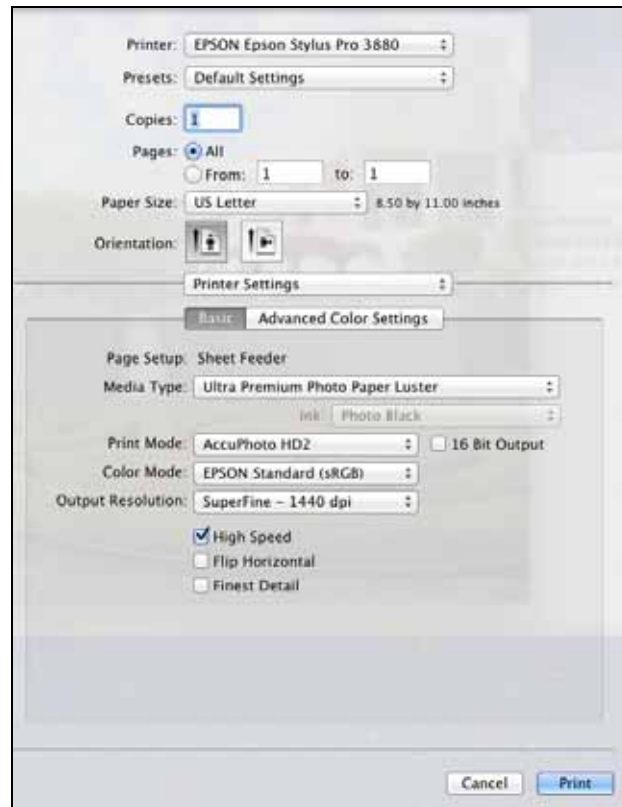 Printer: EPSON Epson Stylus Pro 3880
Presets: Default Settings
Copies: 1
Pages: All
From: 1 to: 1
Paper Size: US Letter 8.50 by 11.00 inches
Orientation:
Printer Settings
Basic Advanced Color Settings
Page Setup: Sheet Feeder
Media Type: Ultra Premium Photo Paper Luster
Ink: Photo Black
Print Mode: AccuPhoto HD2 16 Bit Output
Color Mode: EPSON Standard (sRGB)
Output Resolution: SuperFine - 1440 dpi
High Speed
Flip Horizontal
Finest Detail
Cancel Print